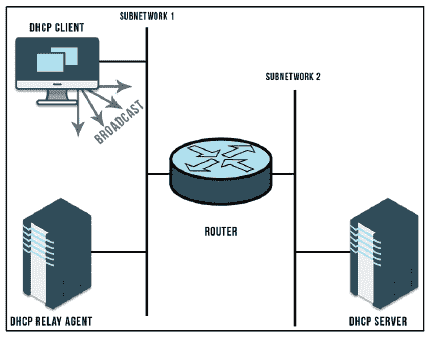 SUBNETWORK 1
DHCP CLIENT
SUBNETWORK 2
BROADCAST
ROUTER
DHCP RELAY AGENT
DHCP SERVER